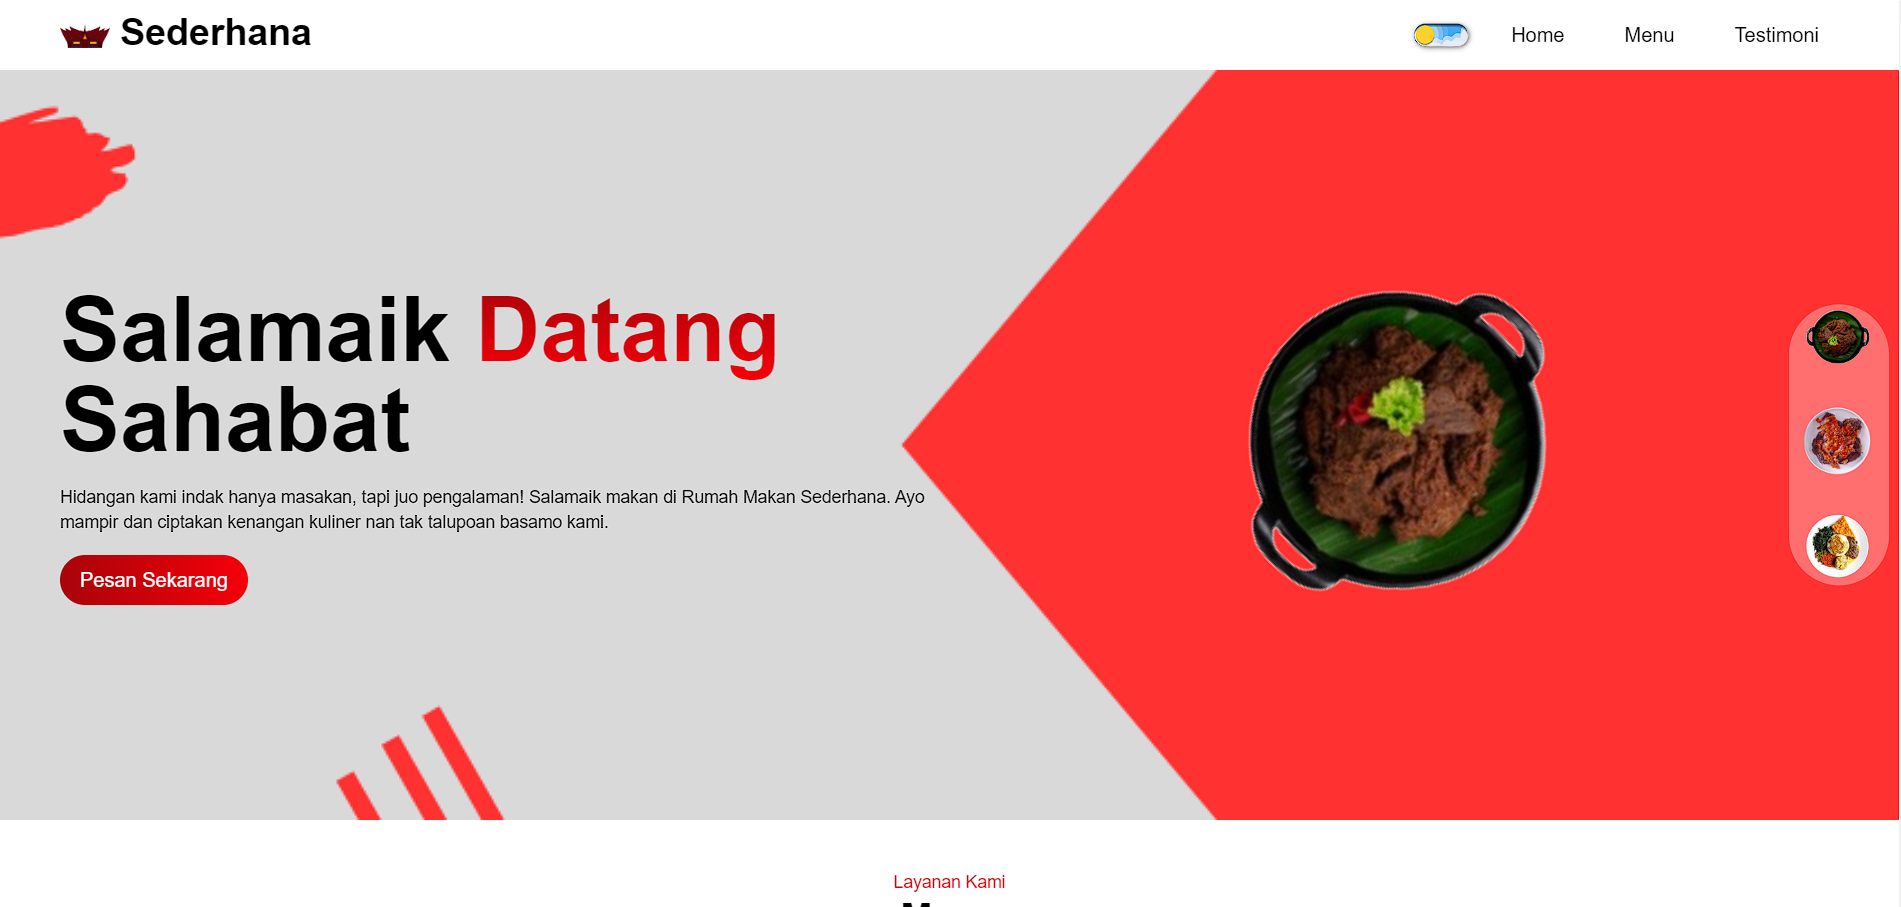 Sederhana
Home
Menu
Testimoni
Salamaik Datang
Sahabat
Hidangan kami indak hanya masakan, tapi juo pengalaman! Salamaik makan di Rumah Makan Sederhana. Ayo
mampir dan ciptakan kenangan kuliner nan tak talupoan basamo kami.
Pesan Sekarang
Layanan Kami